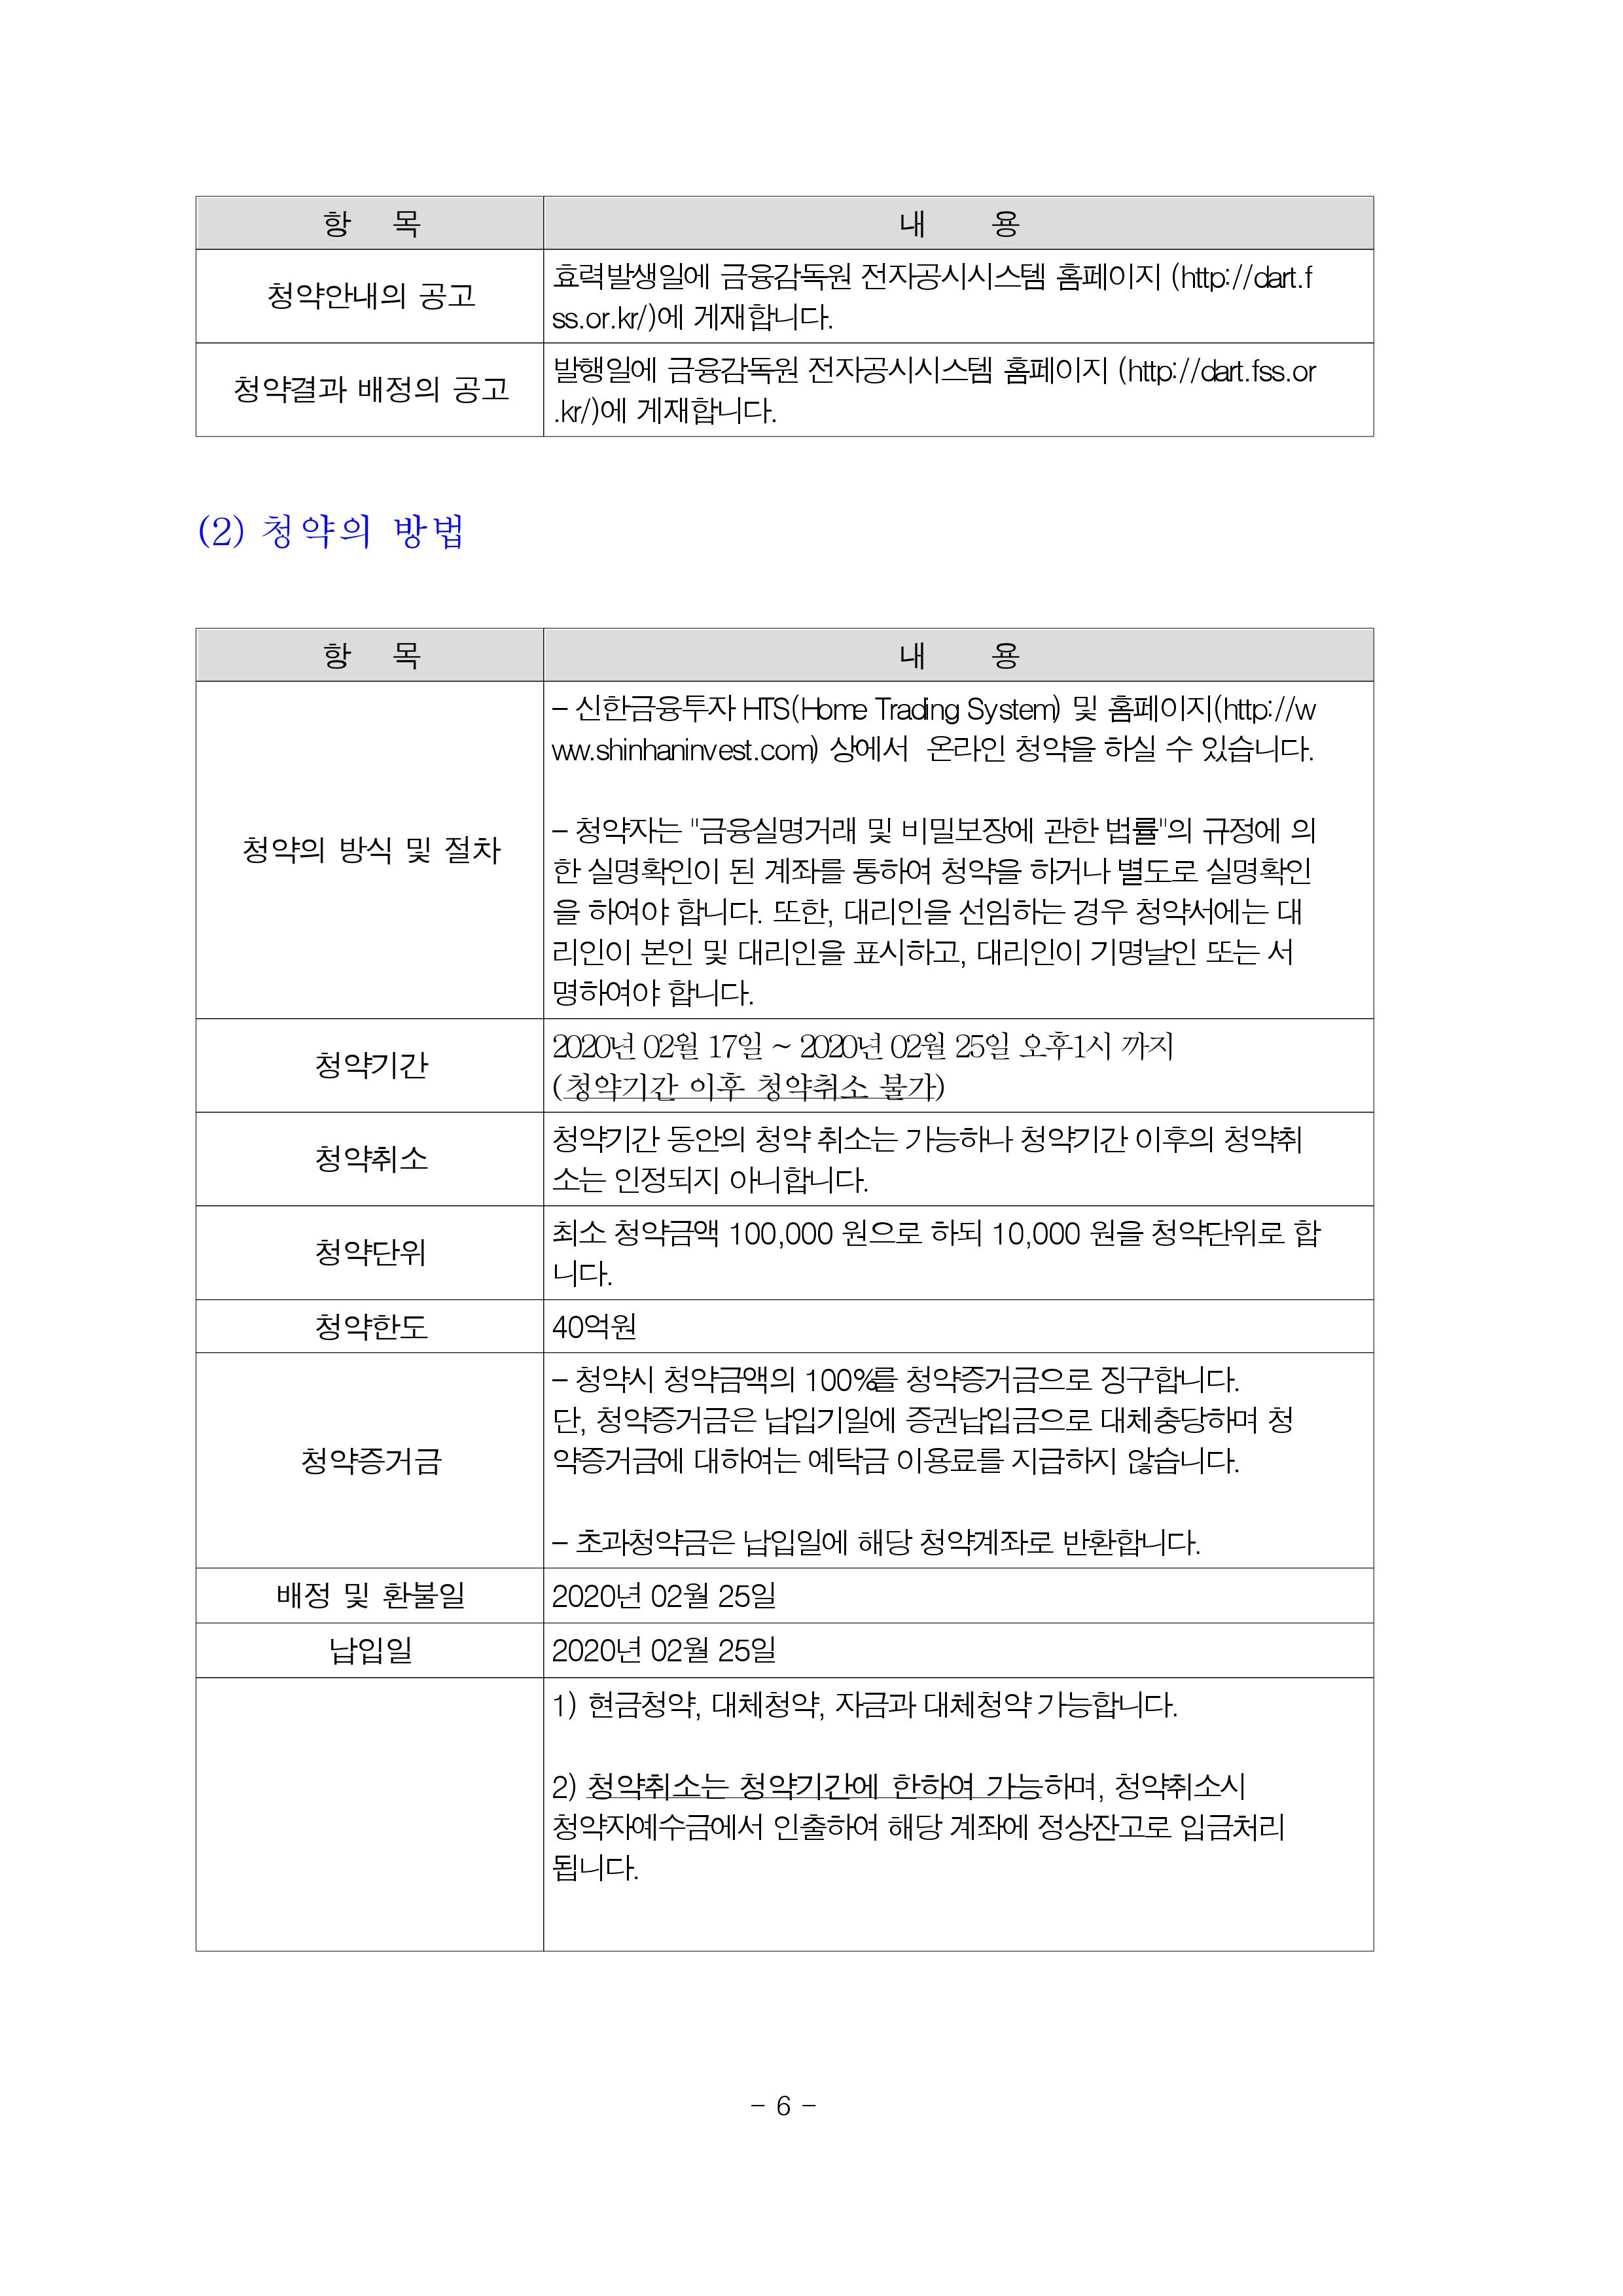 항 목 내 용
청약안내의 공고
효력발생일에 금융감독원 전자공시시스템 홈페이지 (http://dart.f
ss.or.kr/)에 게재합니다.
청약결과 배정의 공고
발행일에 금융감독원 전자공시시스템 홈페이지 (http://dart.fss.or
.kr/)에 게재합니다.
(2) 청약의 방법
항 목 내 용
청약의 방식 및 절차
- 신한금융투자 HTS(Home Trading System) 및 홈페이지(http://w
ww.shinhaninvest.com) 상에서 온라인 청약을 하실 수 있습니다.
- 청약자는 "금융실명거래 및 비밀보장에 관한 법률"의 규정에 의
한 실명확인이 된 계좌를 통하여 청약을 하거나 별도로 실명확인
을 하여야 합니다. 또한, 대리인을 선임하는 경우 청약서에는 대
리인이 본인 및 대리인을 표시하고, 대리인이 기명날인 또는 서
명하여야 합니다.
청약기간
2020년 02월 17일 ~ 2020년 02월 25일 오후1시 까지
(청약기간 이후 청약취소 불가)
청약취소
청약기간 동안의 청약 취소는 가능하나 청약기간 이후의 청약취
소는 인정되지 아니합니다.
청약단위
최소 청약금액 100,000 원으로 하되 10,000 원을 청약단위로 합
니다.
청약한도
40억원
청약증거금
- 청약시 청약금액의 100%를 청약증거금으로 징구합니다.
단, 청약증거금은 납입기일에 증권납입금으로 대체충당하며 청
약증거금에 대하여는 예탁금 이용료를 지급하지 않습니다.
- 초과청약금은 납입일에 해당 청약계좌로 반환합니다.
배정 및 환불일
2020년 02월 25일
납입일
2020년 02월 25일
1) 현금청약, 대체청약, 자금과 대체청약 가능합니다.
2) 청약취소는 청약기간에 한하여 가능하며, 청약취소시
청약자예수금에서 인출하여 해당 계좌에 정상잔고로 입금처리
됩니다.
- 6 -